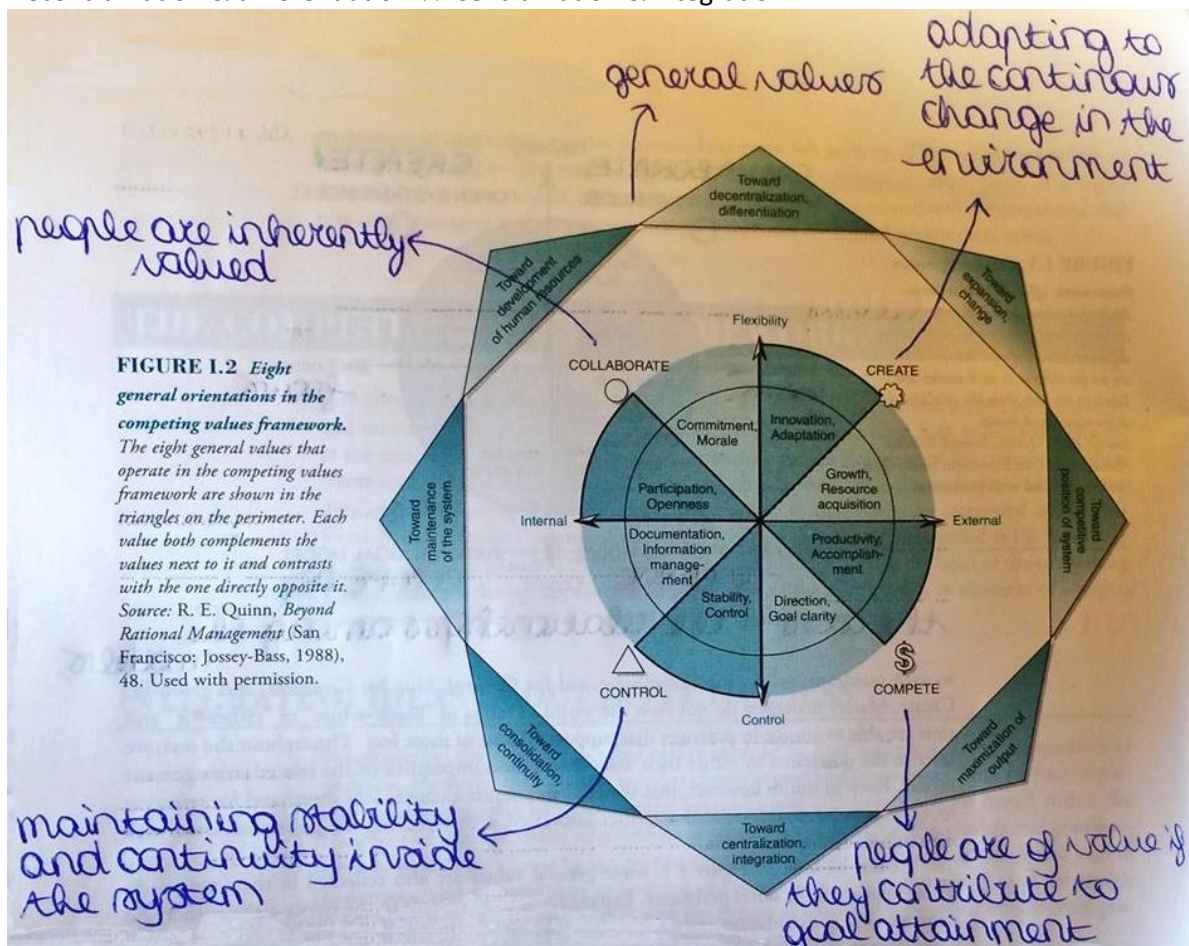 general values
adapting to
the continous
change in the
environment
people are inherently
valued
Toward
decentralization,
differentiation
Toward
development
of human resources
Toward
expansion,
change
Flexibility
FIGURE I.2 Eight
general orientations in the
competing values framework.
The eight general values that
operate in the competing values
framework are shown in the
triangles on the perimeter. Each
value both complements the
values next to it and contrasts
with the one directly opposite it.
Source: R. E. Quinn, Beyond
Rational Management (San
Francisco: Jossey-Bass, 1988),
48. Used with permission.
COLLABORATE
CREATE
Commitment,
Morale
Innovation,
Adaptation
Participation,
Openness
Growth,
Resource
acquisition
Toward
maintenance
of the system
Internal
External
Toward
competitive
position of system
Documentation,
Information
manage-
ment
Productivity,
Accomplish-
ment
Stability,
Control
Direction,
Goal clarity
$
CONTROL
COMPETE
Control
Toward
consolidation,
continuity
Toward
maximization of
output
Toward
centralization,
integration
maintaining stability
and continuity inside
the system
people are of value if
they contribute to
goal attainment